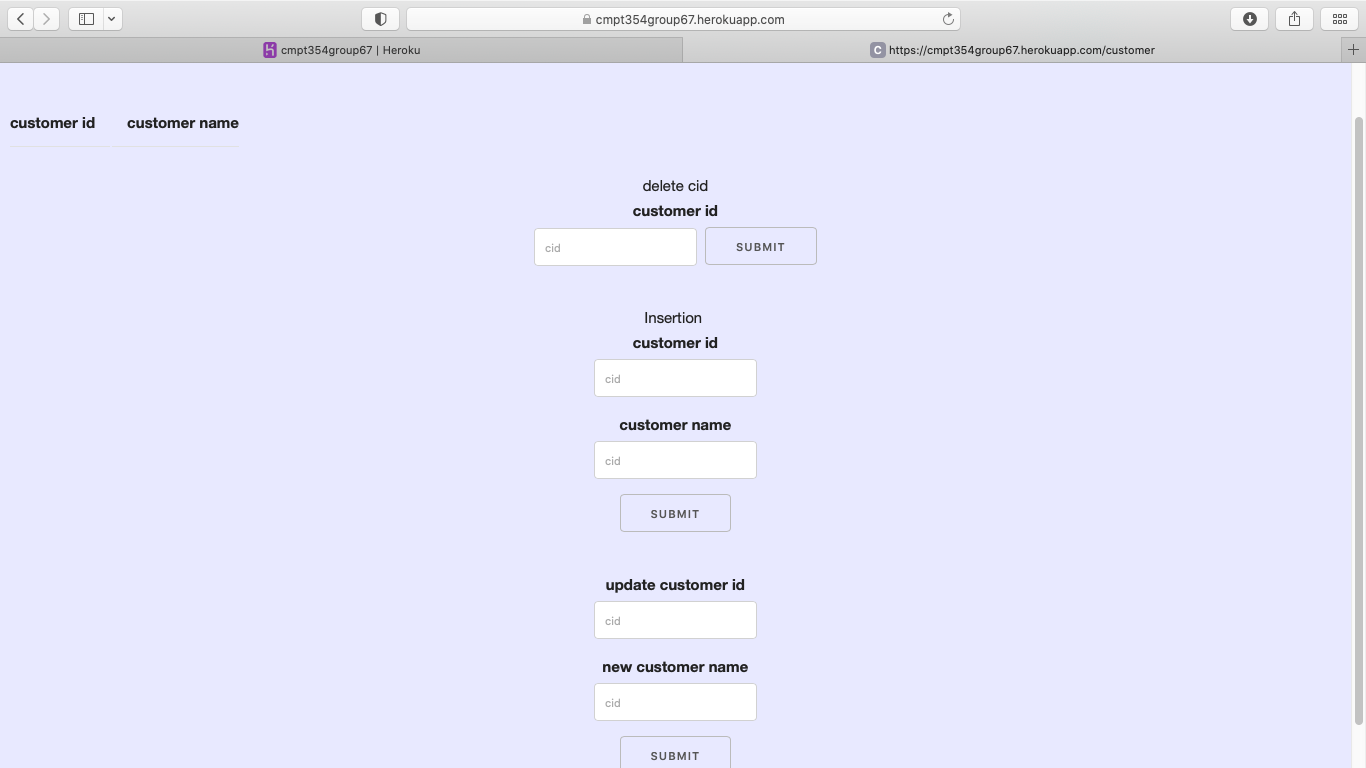 cmpt354group67.herokuapp.com
cmpt354group67 | Heroku
C https://cmpt354group67.herokuapp.com/customer
customer id customer name
delete cid
customer id
cid SUBMIT
Insertion
customer id
cid
customer name
cid
SUBMIT
update customer id
cid
new customer name
cid
SUBMIT